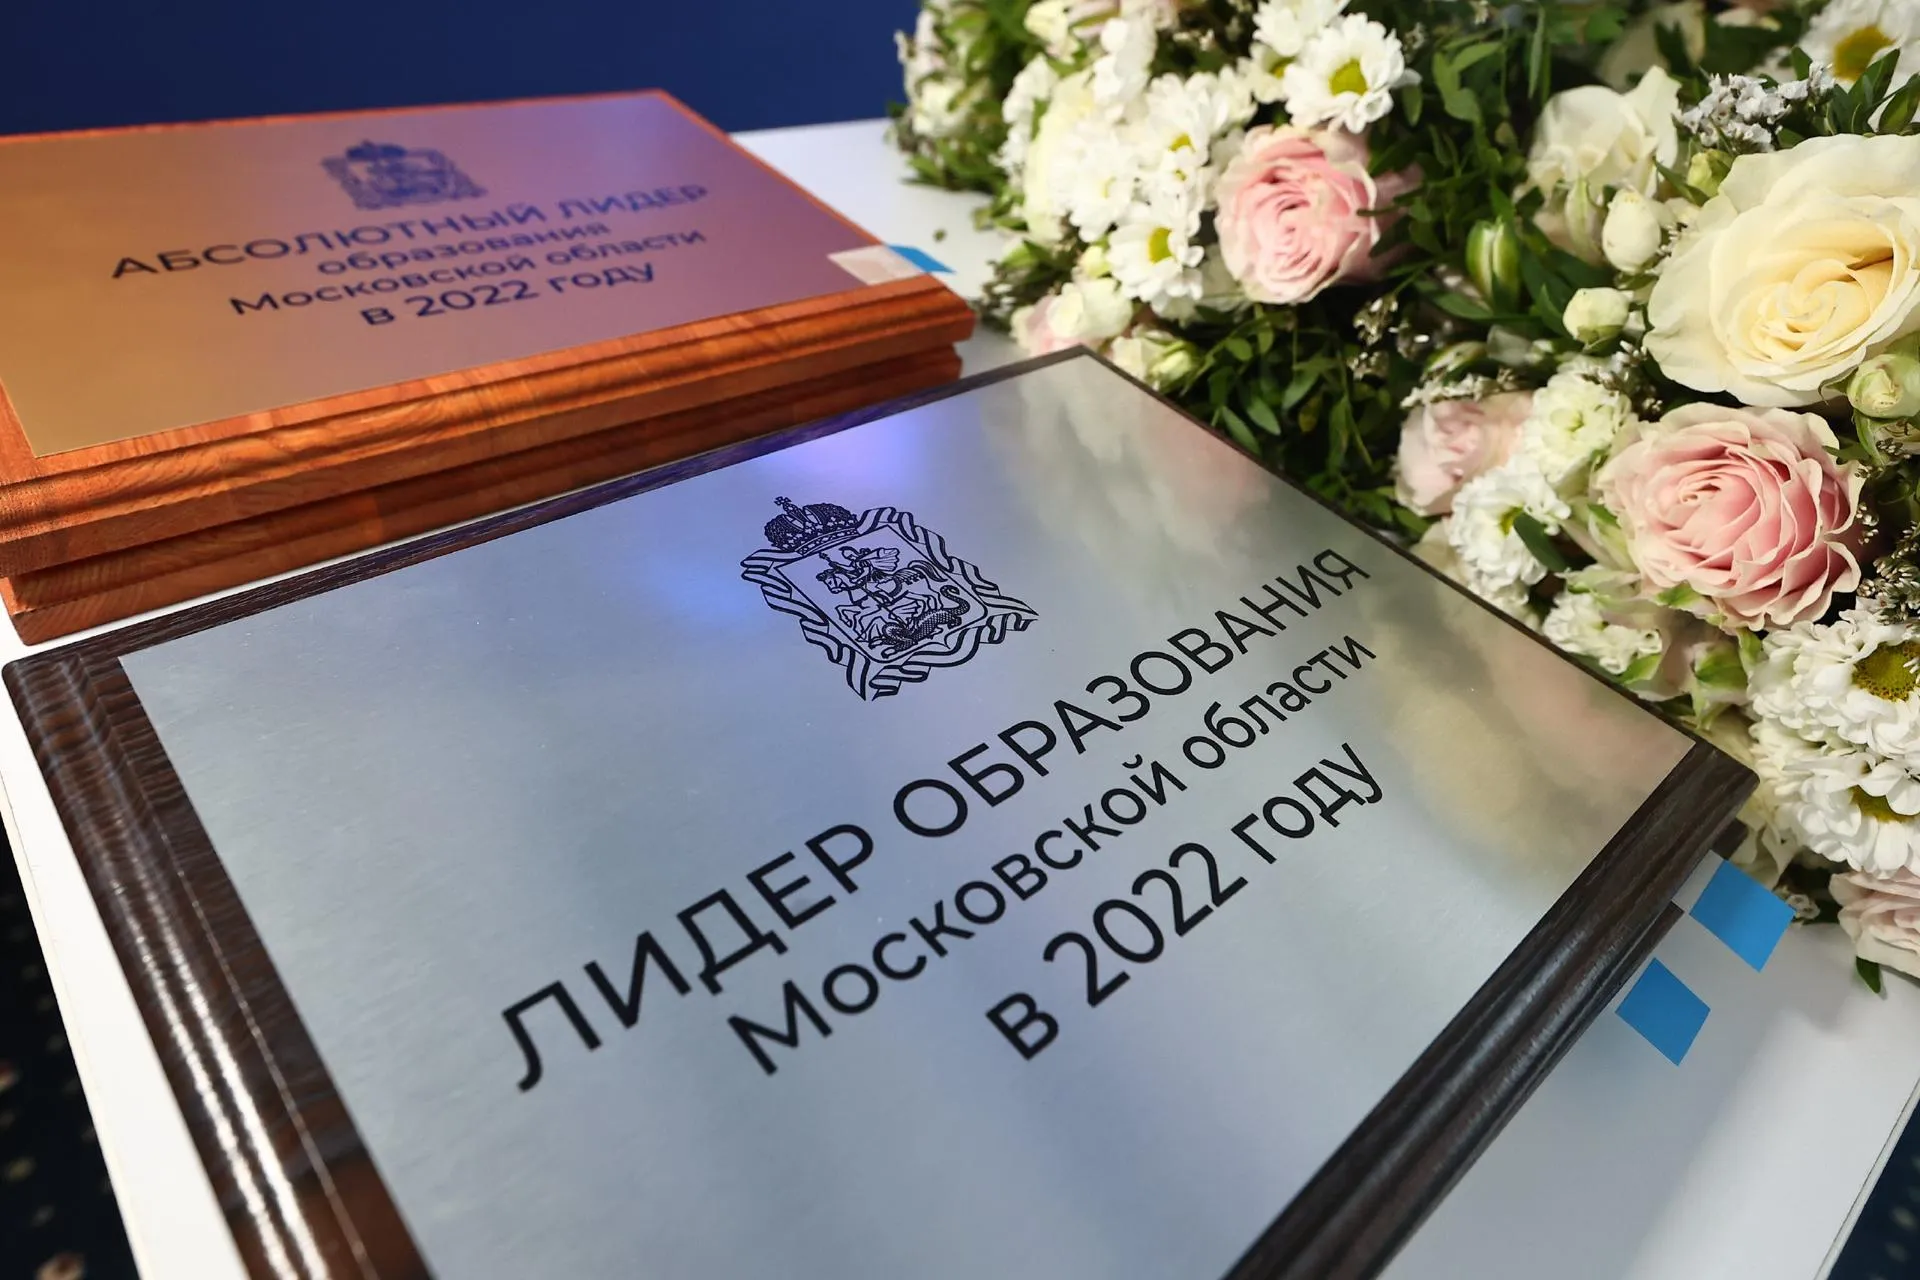 АБСОЛЮТНЫЙ ЛИДЕР
образования
Московской области
в 2022 году
ЛИДЕР ОБРАЗОВАНИЯ
Московской области
в 2022 году